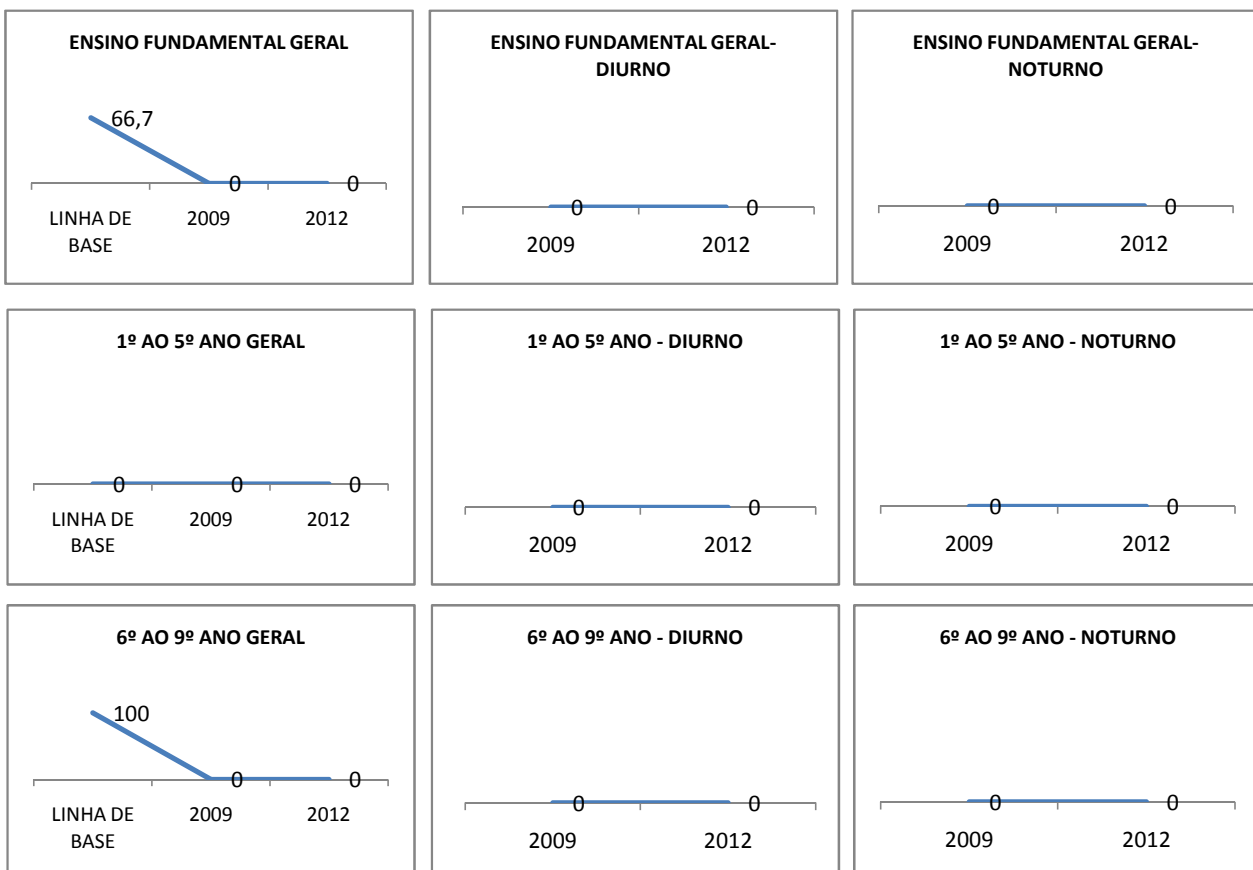 ENSINO FUNDAMENTAL GERAL
66,7
0
0
LINHA DE
BASE
2009
2012
ENSINO FUNDAMENTAL GERAL-
DIURNO
0
0
2009
2012
ENSINO FUNDAMENTAL GERAL-
NOTURNO
0
0
2009
2012
1º AO 5º ANO GERAL
0
0
0
LINHA DE
BASE
2009
2012
1º AO 5º ANO - DIURNO
0
0
2009
2012
1º AO 5º ANO - NOTURNO
0
0
2009
2012
6º AO 9º ANO GERAL
100
0
0
LINHA DE
BASE
2009
2012
6º AO 9º ANO - DIURNO
0
0
2009
2012
6º AO 9º ANO - NOTURNO
0
0
2009
2012